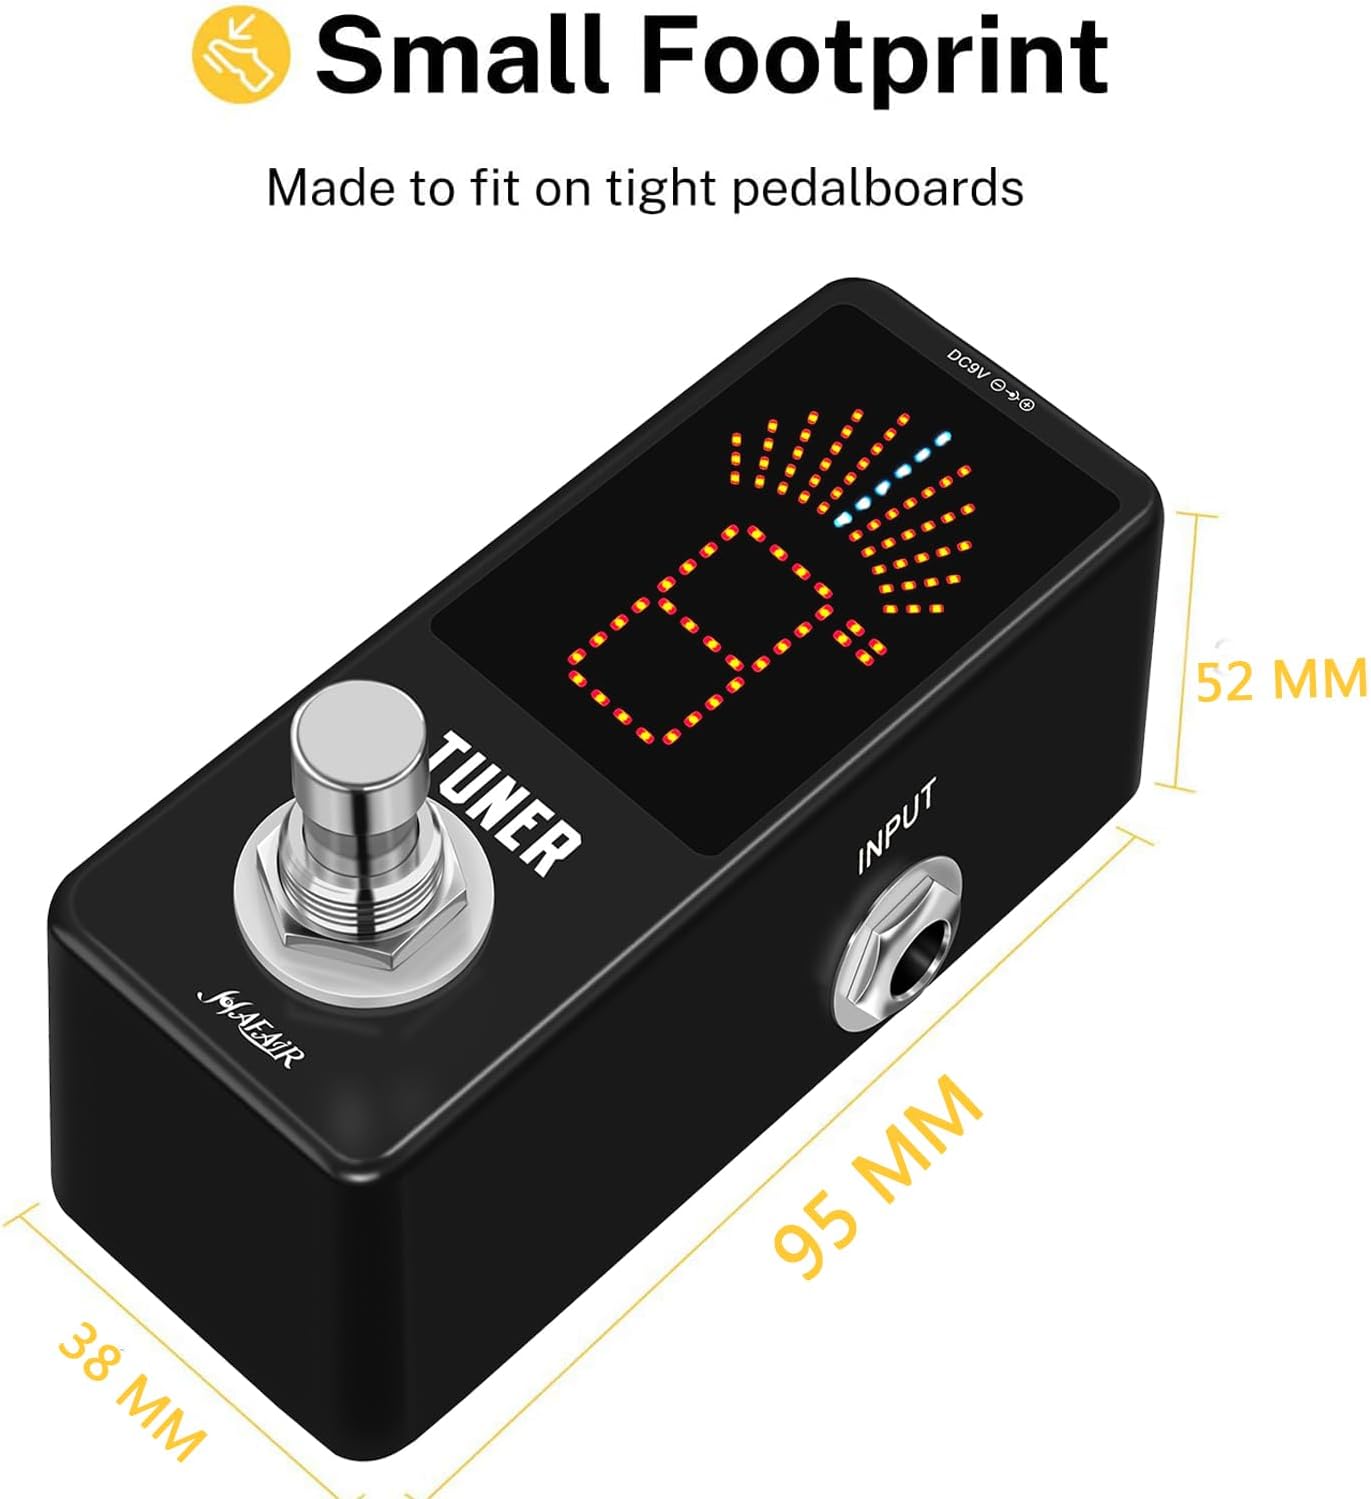 Small Footprint
Made to fit on tight pedalboards
DC9V
52 MM
TUNER
INPUT
95 MM
38 MM